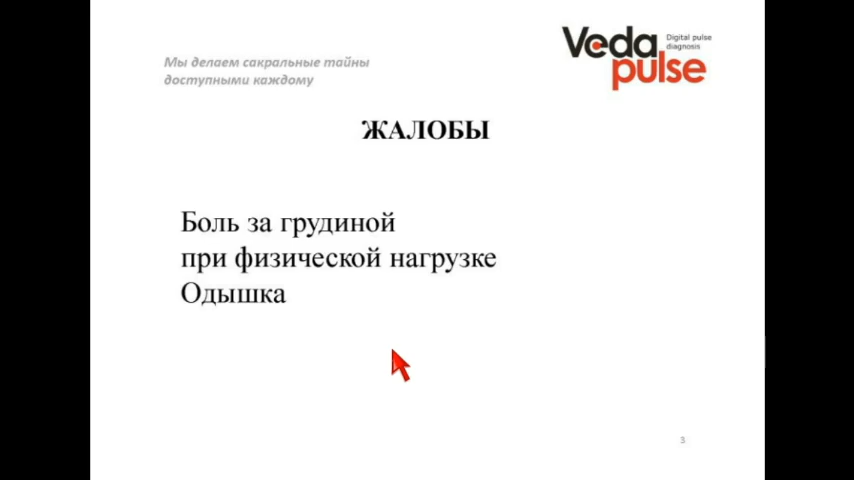 Мы делаем сакральные тайны
доступными каждому
Veda
pulse
Digital pulse
diagnosis
ЖАЛОБЫ
Боль за грудиной
при физической нагрузке
Одышка
3